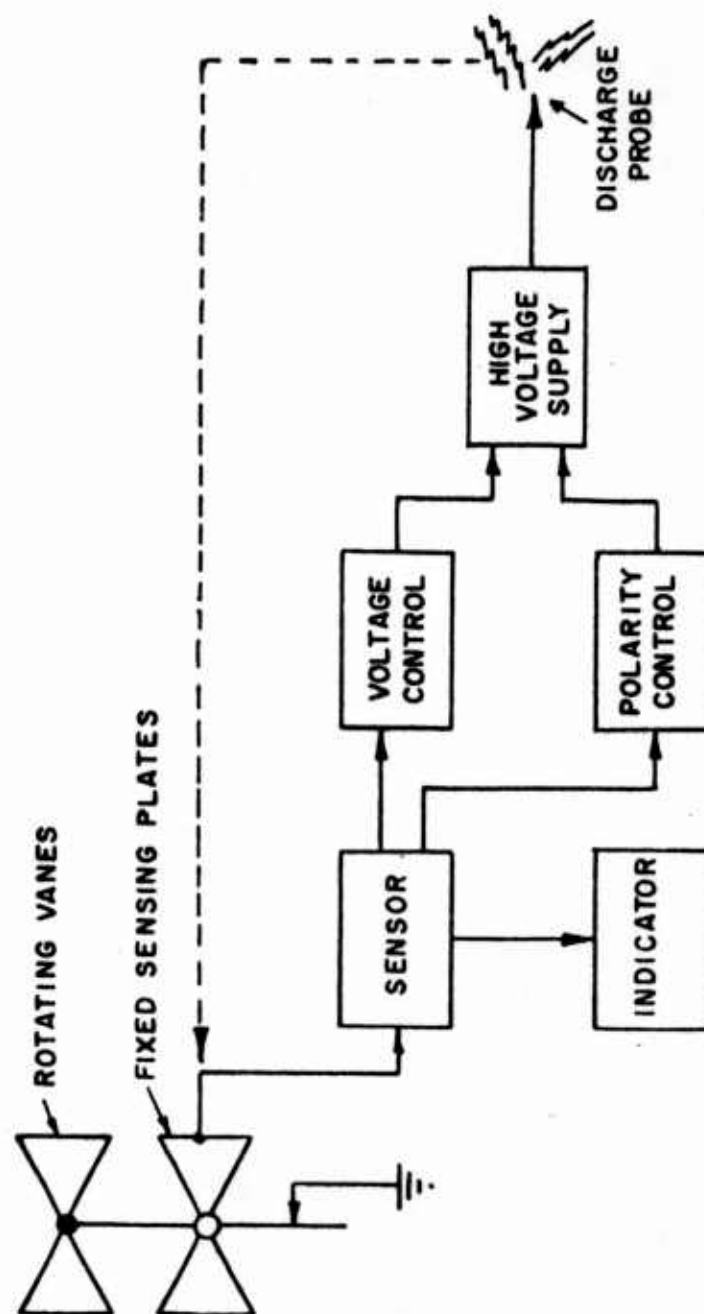 ROTATING VANES
FIXED SENSING PLATES
SENSOR
INDICATOR
VOLTAGE
CONTROL
POLARITY
CONTROL
HIGH
VOLTAGE
SUPPLY
DISCHARGE
PROBE